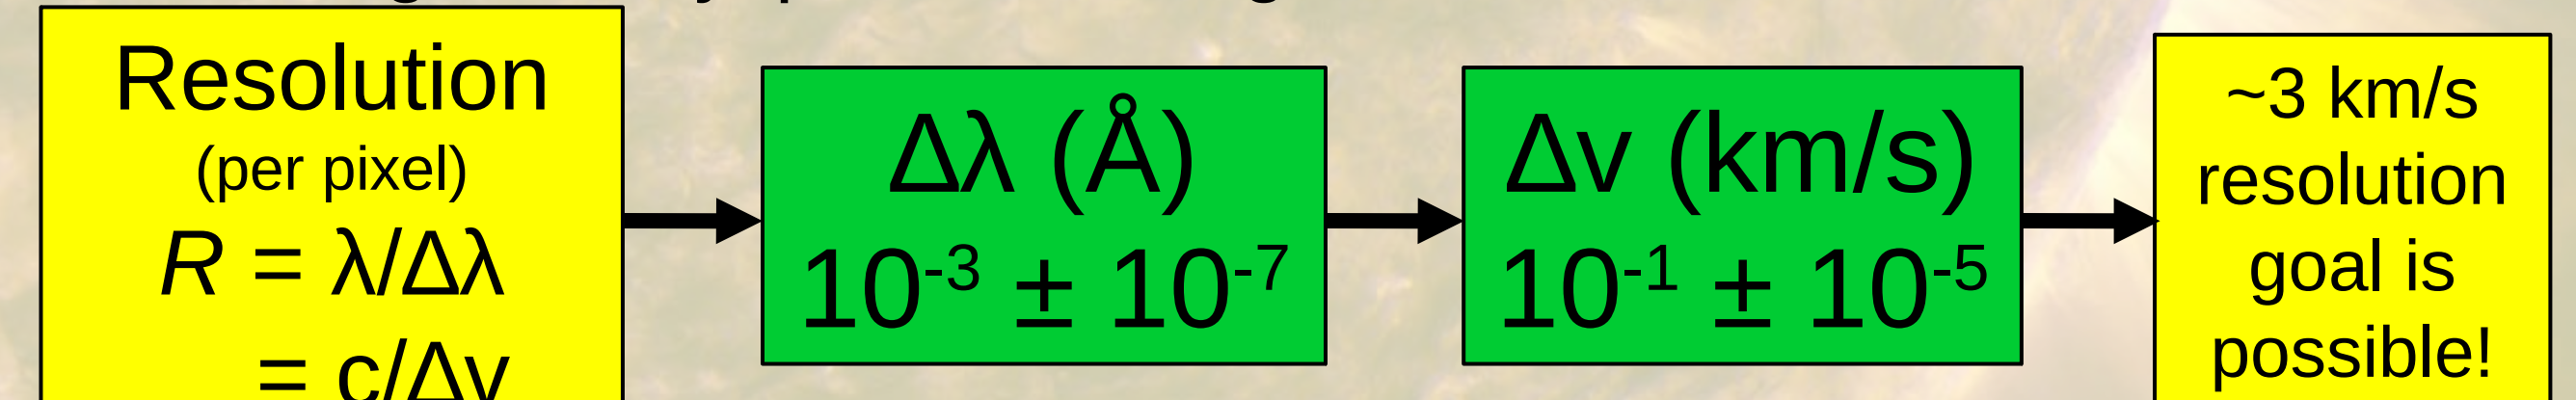 Resolution
(per pixel)
R = λ/Δλ
= c/Δv
Δλ (Å)
10⁻³ ± 10⁻⁷
Δv (km/s)
10⁻¹ ± 10⁻⁵
~3 km/s
resolution
goal is
possible!